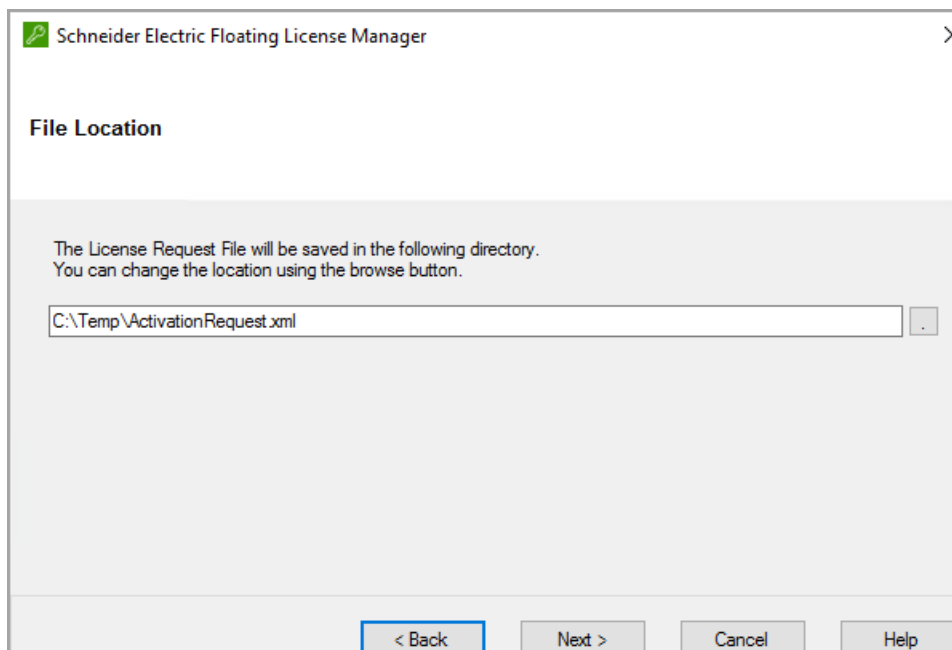 Schneider Electric Floating License Manager
File Location
The License Request File will be saved in the following directory.
You can change the location using the browse button.
C:\Temp\ActivationRequest.xml
.
< Back
Next >
Cancel
Help